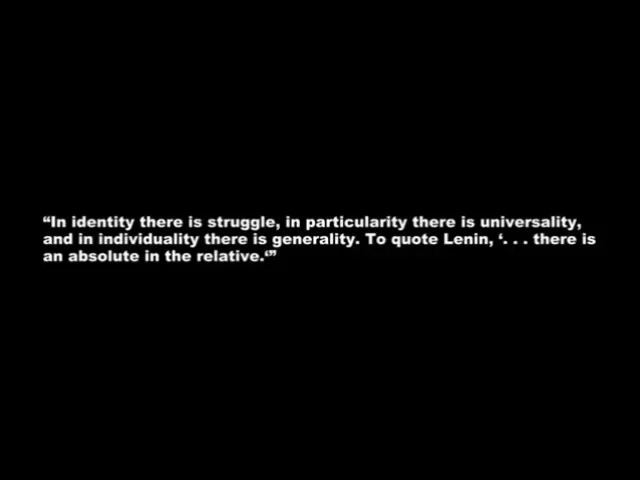 “In identity there is struggle, in particularity there is universality,
and in individuality there is generality. To quote Lenin, ‘. . . there is
an absolute in the relative.‘”